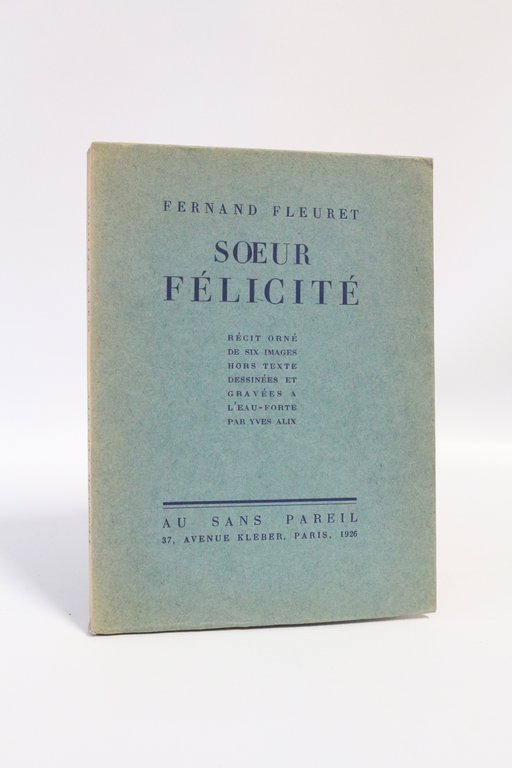 FERNAND FLEURET
SŒUR
FÉLICITÉ
RÉCIT ORNÉ
DE SIX IMAGES
HORS TEXTE
DESSINÉES ET
GRAVÉES A
L'EAU-FORTE
PAR YVES ALIX
AU SANS PAREIL
37, AVENUE KLEBER, PARIS, 1926